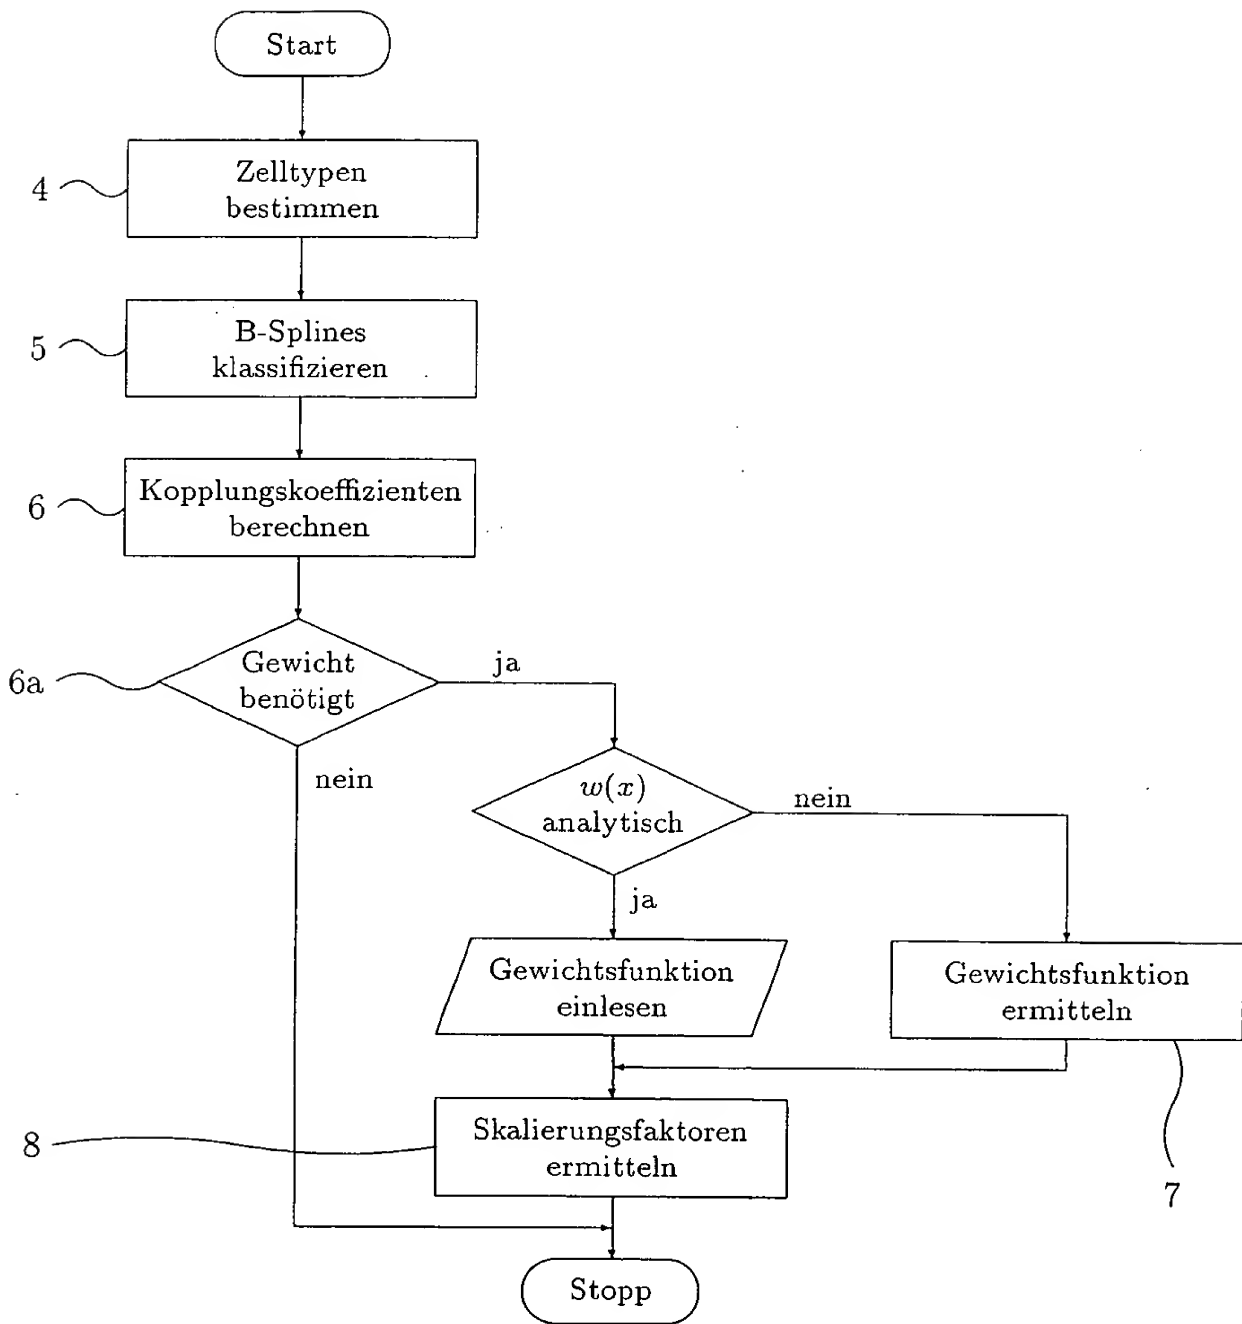 Start
4
Zelltypen
bestimmen
5
B-Splines
klassifizieren
6
Kopplungskoeffizienten
berechnen
6a
Gewicht
benötigt
ja
nein
w(x)
analytisch
nein
ja
Gewichtsfunktion
einlesen
Gewichtsfunktion
ermitteln
8
Skalierungsfaktoren
ermitteln
7
Stopp